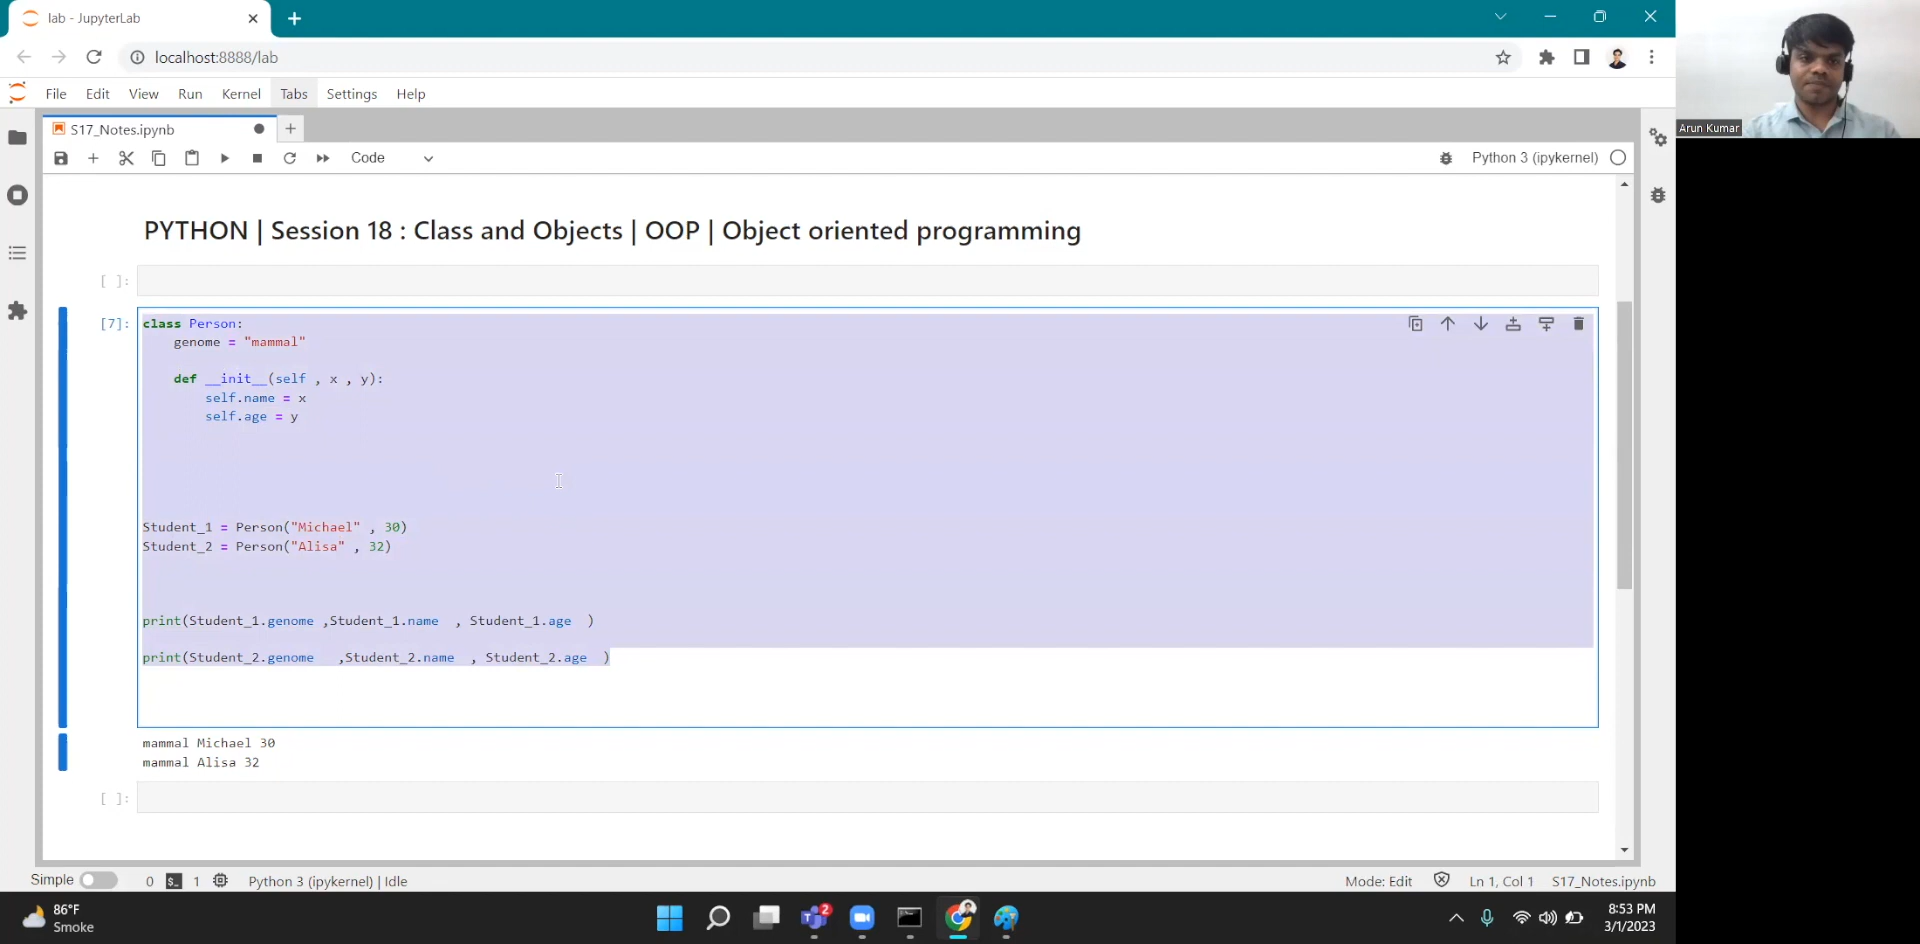 lab - JupyterLab
localhost:8888/lab
File Edit View Run Kernel Tabs Settings Help
S17_Notes.ipynb
Code
Python 3 (ipykernel)
Arun Kumar
PYTHON | Session 18 : Class and Objects | OOP | Object oriented programming
[ ]:
[7]: class Person:
genome = "mammal"
def __init__(self , x , y):
self.name = x
self.age = y
Student_1 = Person("Michael" , 30)
Student_2 = Person("Alisa" , 32)
print(Student_1.genome ,Student_1.name  , Student_1.age  )
print(Student_2.genome   ,Student_2.name  , Student_2.age  )
mammal Michael 30
mammal Alisa 32
[ ]:
Simple 0 $_ 1 Python 3 (ipykernel) | Idle Mode: Edit Ln 1, Col 1 S17_Notes.ipynb
86°F
Smoke
2
8:53 PM
3/1/2023